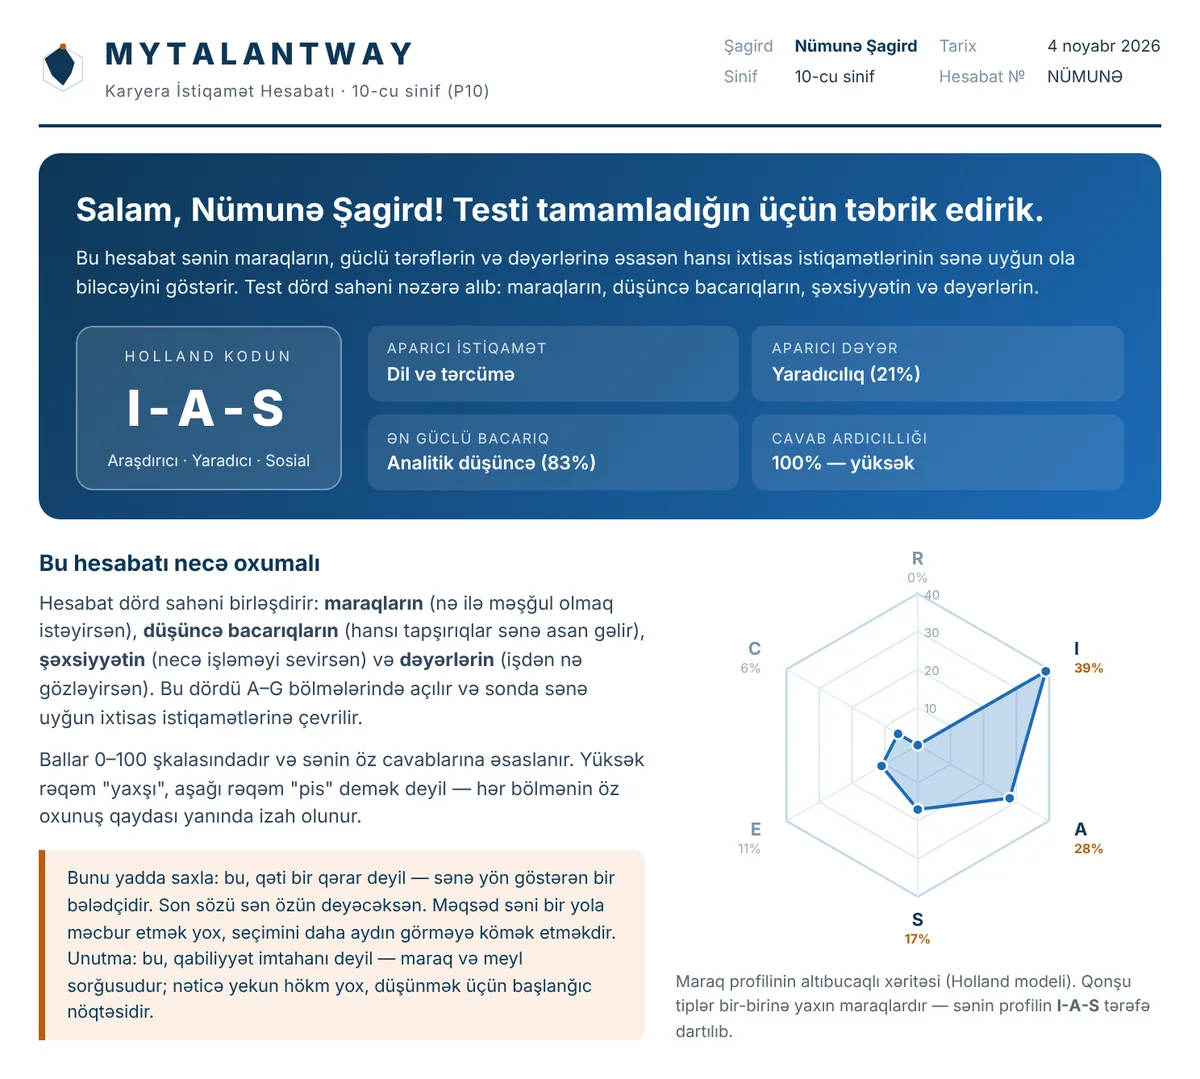 MYTALANTWAY
Karyera İstiqamət Hesabatı · 10-cu sinif (P10)
Şagird Nümunə Şagird Tarix 4 noyabr 2026
Sinif 10-cu sinif Hesabat № NÜMUNƏ
Salam, Nümunə Şagird! Testi tamamladığın üçün təbrik edirik.
Bu hesabat sənin maraqların, güclü tərəflərin və dəyərlərinə əsasən hansı ixtisas istiqamətlərinin sənə uyğun ola
biləcəyini göstərir. Test dörd sahəni nəzərə alıb: maraqların, düşüncə bacarıqların, şəxsiyyətin və dəyərlərin.
HOLLAND KODUN
I-A-S
Araşdırıcı · Yaradıcı · Sosial
APARICI İSTİQAMƏT
Dil və tərcümə
APARICI DƏYƏR
Yaradıcılıq (21%)
ƏN GÜCLÜ BACARIQ
Analitik düşüncə (83%)
CAVAB ARDICILLIĞI
100% — yüksək
Bu hesabatı necə oxumalı
Hesabat dörd sahəni birləşdirir: maraqların (nə ilə məşğul olmaq
istəyirsən), düşüncə bacarıqların (hansı tapşırıqlar sənə asan gəlir),
şəxsiyyətin (necə işləməyi sevirsən) və dəyərlərin (işdən nə
gözləyirsən). Bu dördü A–G bölmələrində açılır və sonda sənə
uyğun ixtisas istiqamətlərinə çevrilir.
Ballar 0–100 şkalasındadır və sənin öz cavablarına əsaslanır. Yüksək
rəqəm "yaxşı", aşağı rəqəm "pis" demək deyil — hər bölmənin öz
oxunuş qaydası yanında izah olunur.
Bunu yadda saxla: bu, qəti bir qərar deyil — sənə yön göstərən bir
bələdçidir. Son sözü sən özün deyəcəksən. Məqsəd səni bir yola
məcbur etmək yox, seçimini daha aydın görməyə kömək etməkdir.
Unutma: bu, qabiliyyət imtahanı deyil — maraq və meyl
sorğusudur; nəticə yekun hökm yox, düşünmək üçün başlanğıc
nöqtəsidir.
R
0%
40
30
20
10
I
39%
A
28%
S
17%
E
11%
C
6%
Maraq profilinin altıbucaqlı xəritəsi (Holland modeli). Qonşu
tiplər bir-birinə yaxın maraqlardır — sənin profilin I-A-S tərəfə
dartılıb.